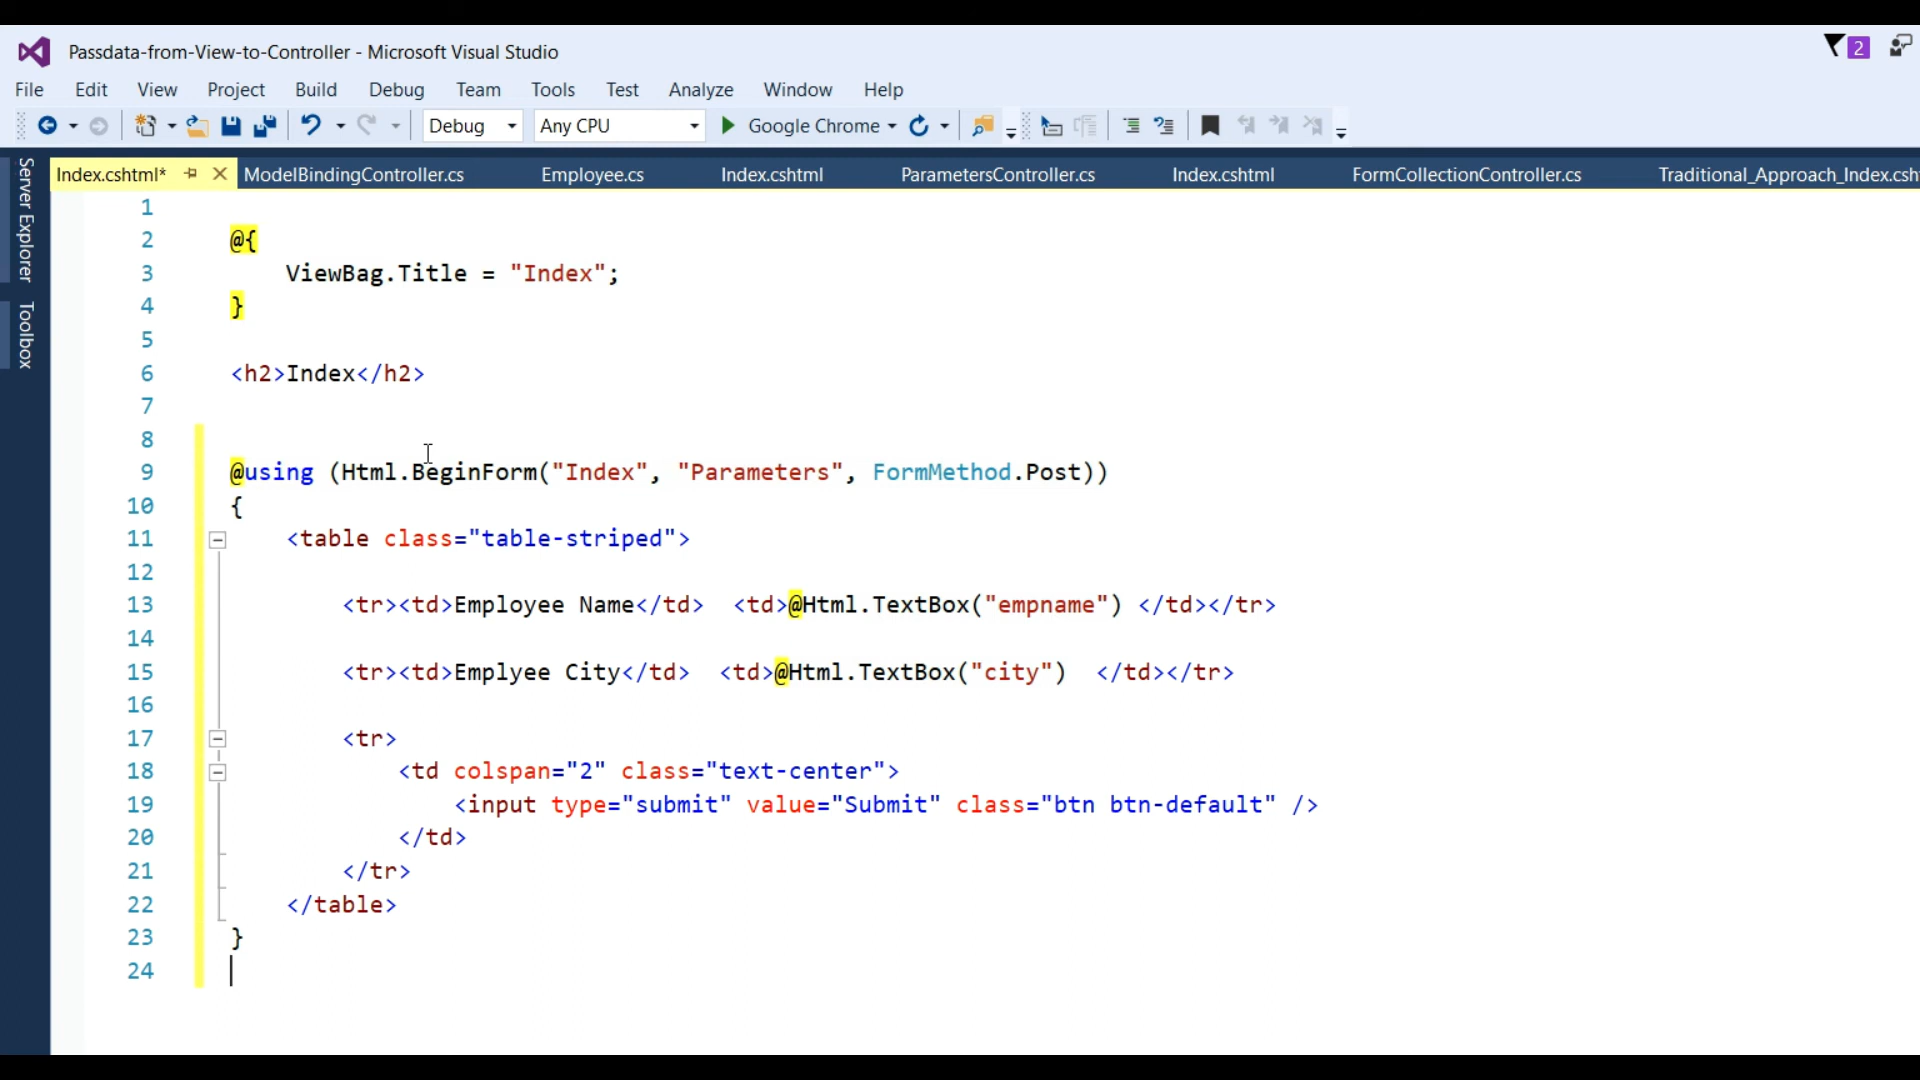 Passdata-from-View-to-Controller - Microsoft Visual Studio
2
File Edit View Project Build Debug Team Tools Test Analyze Window Help
Debug Any CPU Google Chrome
Server Explorer
Toolbox
Index.cshtml* ModelBindingController.cs Employee.cs Index.cshtml ParametersController.cs Index.cshtml FormCollectionController.cs Traditional_Approach_Index.csh
1
2 @{
3 ViewBag.Title = "Index";
4 }
5
6 <h2>Index</h2>
7
8
9 @using (Html.BeginForm("Index", "Parameters", FormMethod.Post))
10 {
11 <table class="table-striped">
12
13 <tr><td>Employee Name</td> <td>@Html.TextBox("empname") </td></tr>
14
15 <tr><td>Emplyee City</td> <td>@Html.TextBox("city") </td></tr>
16
17 <tr>
18 <td colspan="2" class="text-center">
19 <input type="submit" value="Submit" class="btn btn-default" />
20 </td>
21 </tr>
22 </table>
23 }
24